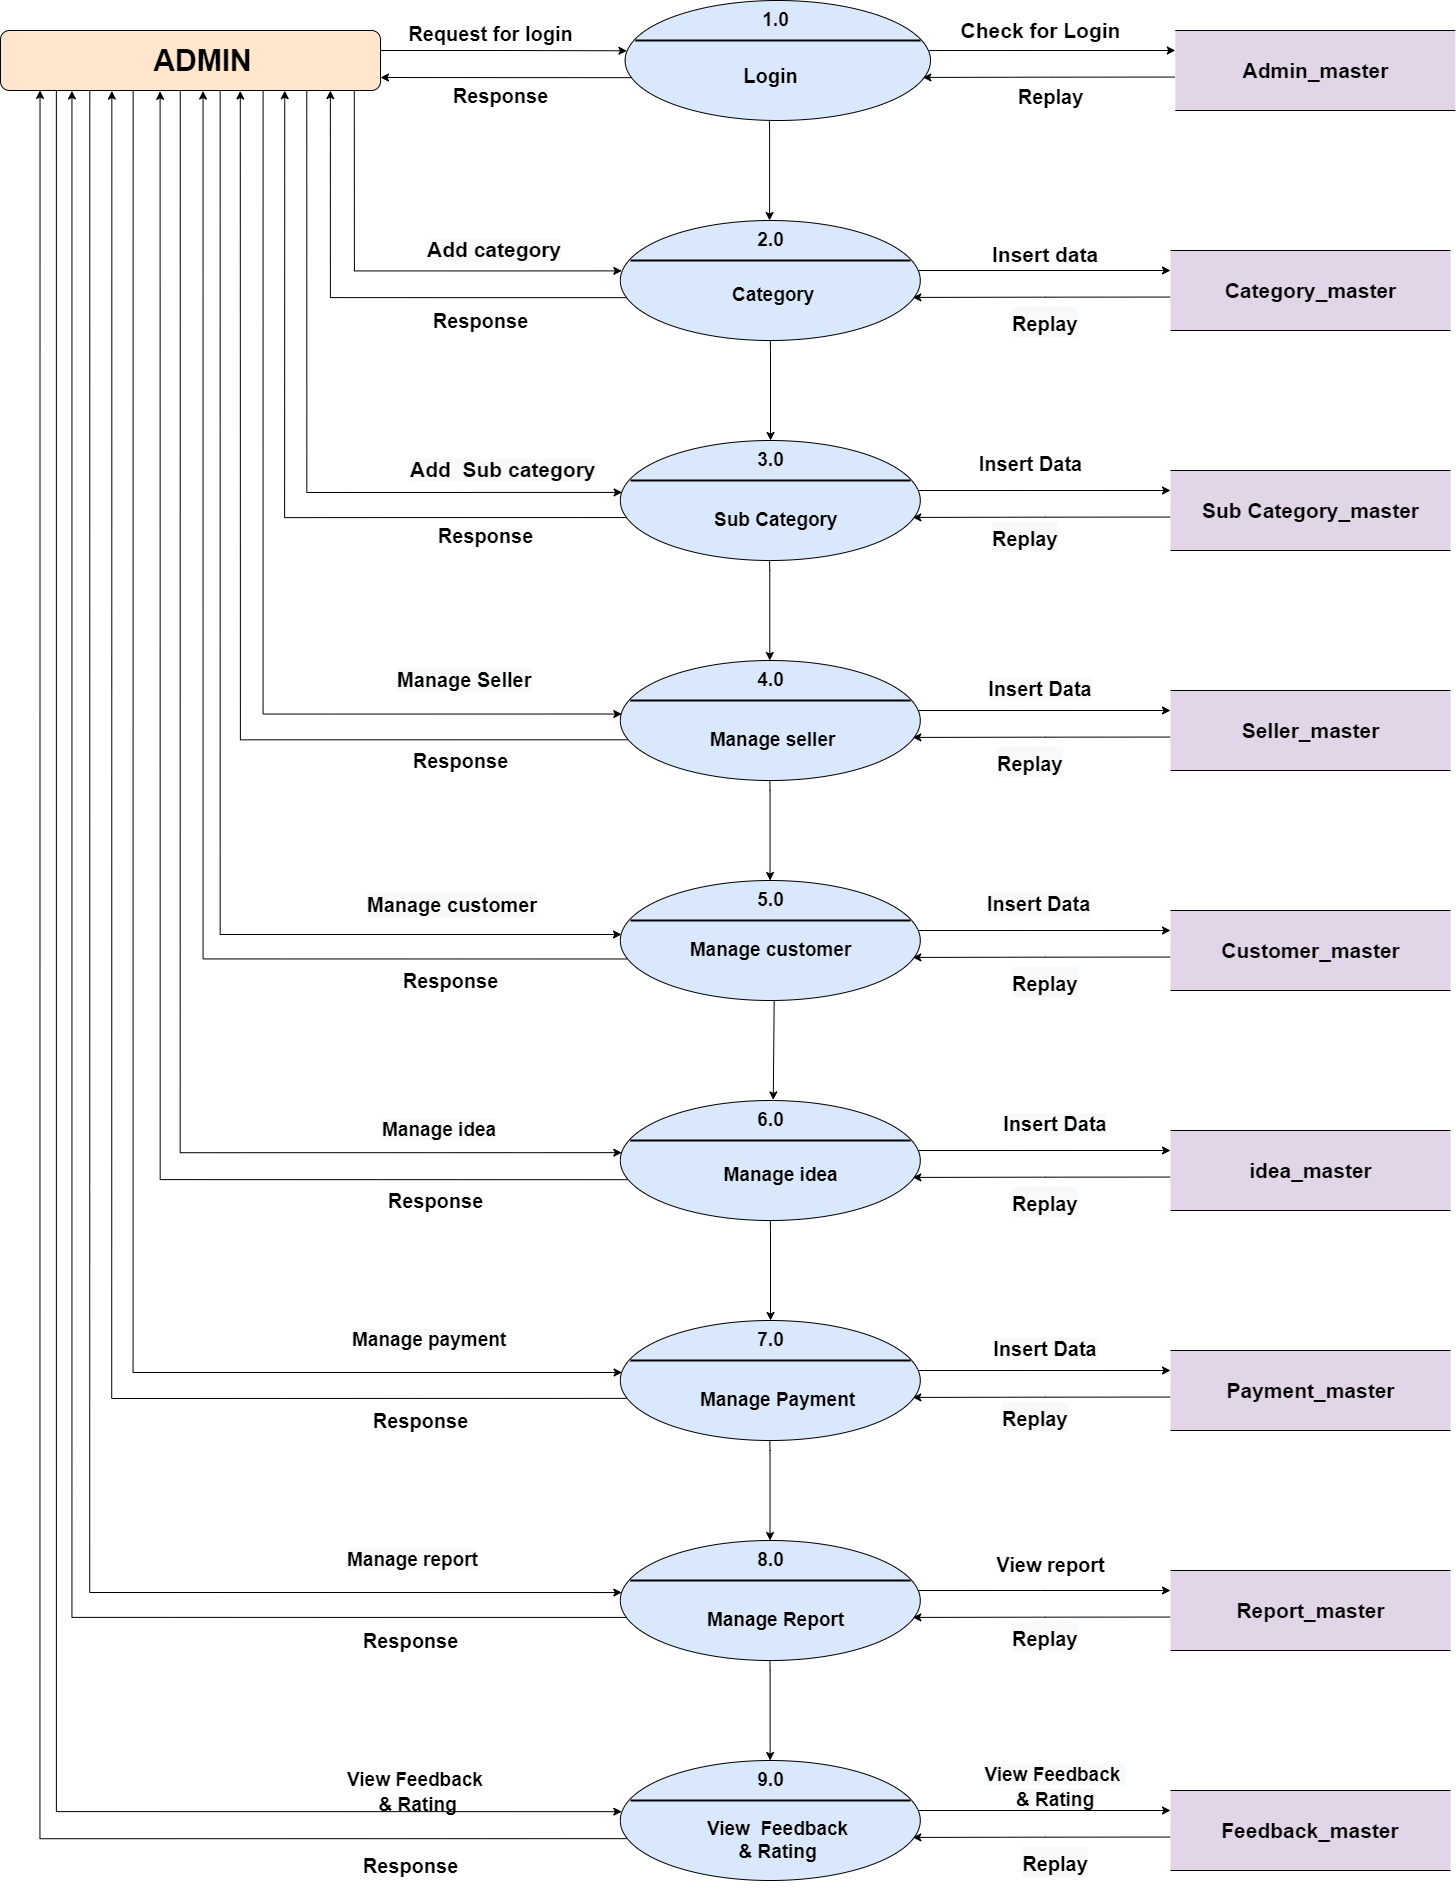 ADMIN
Request for login
Response
1.0
Login
Check for Login
Replay
Admin_master
Add category
Response
2.0
Category
Insert data
Replay
Category_master
Add  Sub category
Response
3.0
Sub Category
Insert Data
Replay
Sub Category_master
Manage Seller
Response
4.0
Manage seller
Insert Data
Replay
Seller_master
Manage customer
Response
5.0
Manage customer
Insert Data
Replay
Customer_master
Manage idea
Response
6.0
Manage idea
Insert Data
Replay
idea_master
Manage payment
Response
7.0
Manage Payment
Insert Data
Replay
Payment_master
Manage report
Response
8.0
Manage Report
View report
Replay
Report_master
View Feedback
& Rating
Response
9.0
View  Feedback
& Rating
View Feedback
& Rating
Replay
Feedback_master